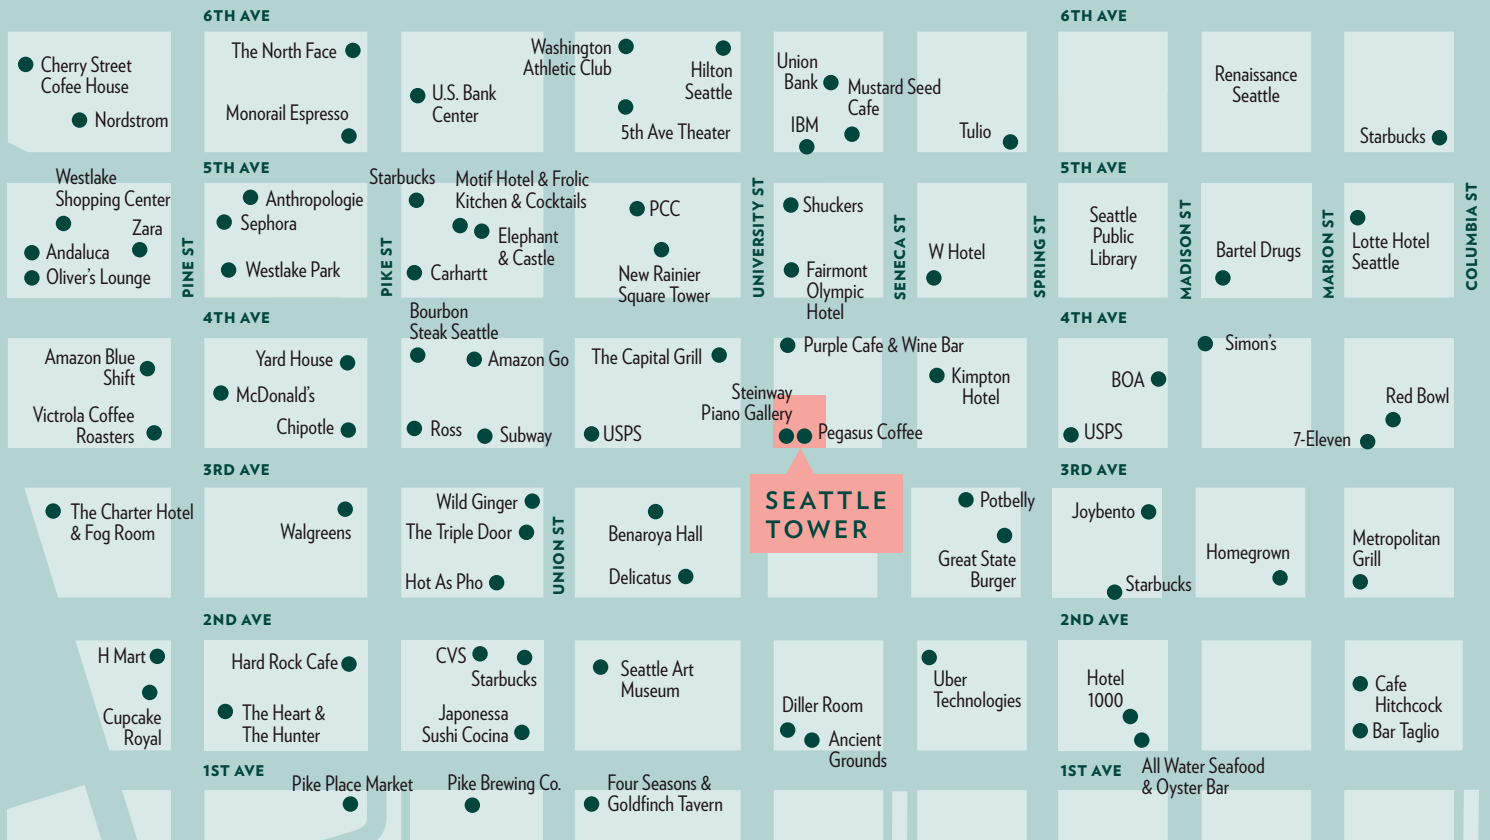 6TH AVE
6TH AVE
Cherry Street
Cofee House
Nordstrom
The North Face
Monorail Espresso
U.S. Bank
Center
Washington
Athletic Club
Hilton
Seattle
5th Ave Theater
Union
Bank
Mustard Seed
Cafe
IBM
Tulio
Renaissance
Seattle
Starbucks
5TH AVE
5TH AVE
Westlake
Shopping Center
Zara
Andaluca
Oliver's Lounge
PINE ST
Anthropologie
Sephora
Westlake Park
PIKE ST
Starbucks
Motif Hotel & Frolic
Kitchen & Cocktails
Elephant
& Castle
Carhartt
PCC
New Rainier
Square Tower
UNIVERSITY ST
Shuckers
Fairmont
Olympic
Hotel
SENECA ST
W Hotel
SPRING ST
Seattle
Public
Library
MADISON ST
Bartel Drugs
MARION ST
Lotte Hotel
Seattle
COLUMBIA ST
4TH AVE
4TH AVE
Amazon Blue
Shift
Victrola Coffee
Roasters
Yard House
McDonald's
Chipotle
Bourbon
Steak Seattle
Amazon Go
Ross
Subway
The Capital Grill
USPS
Purple Cafe & Wine Bar
Steinway
Piano Gallery
Pegasus Coffee
Kimpton
Hotel
BOA
USPS
Simon's
Red Bowl
7-Eleven
3RD AVE
3RD AVE
SEATTLE
TOWER
The Charter Hotel
& Fog Room
Walgreens
Wild Ginger
The Triple Door
Hot As Pho
UNION ST
Benaroya Hall
Delicatus
Potbelly
Great State
Burger
Joybento
Starbucks
Homegrown
Metropolitan
Grill
2ND AVE
2ND AVE
H Mart
Cupcake
Royal
Hard Rock Cafe
The Heart &
The Hunter
CVS
Starbucks
Japonessa
Sushi Cocina
Seattle Art
Museum
Diller Room
Ancient
Grounds
Uber
Technologies
Hotel
1000
Cafe
Hitchcock
Bar Taglio
1ST AVE
1ST AVE
All Water Seafood
& Oyster Bar
Pike Place Market
Pike Brewing Co.
Four Seasons &
Goldfinch Tavern